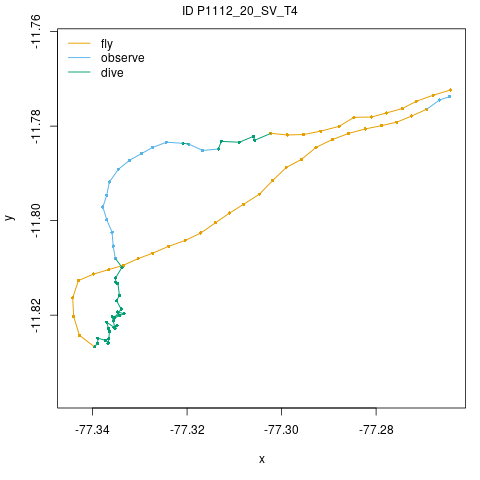 ID P1112_20_SV_T4
fly
observe
dive
y
-11.76
-11.78
-11.80
-11.82
-77.34
-77.32
-77.30
-77.28
x